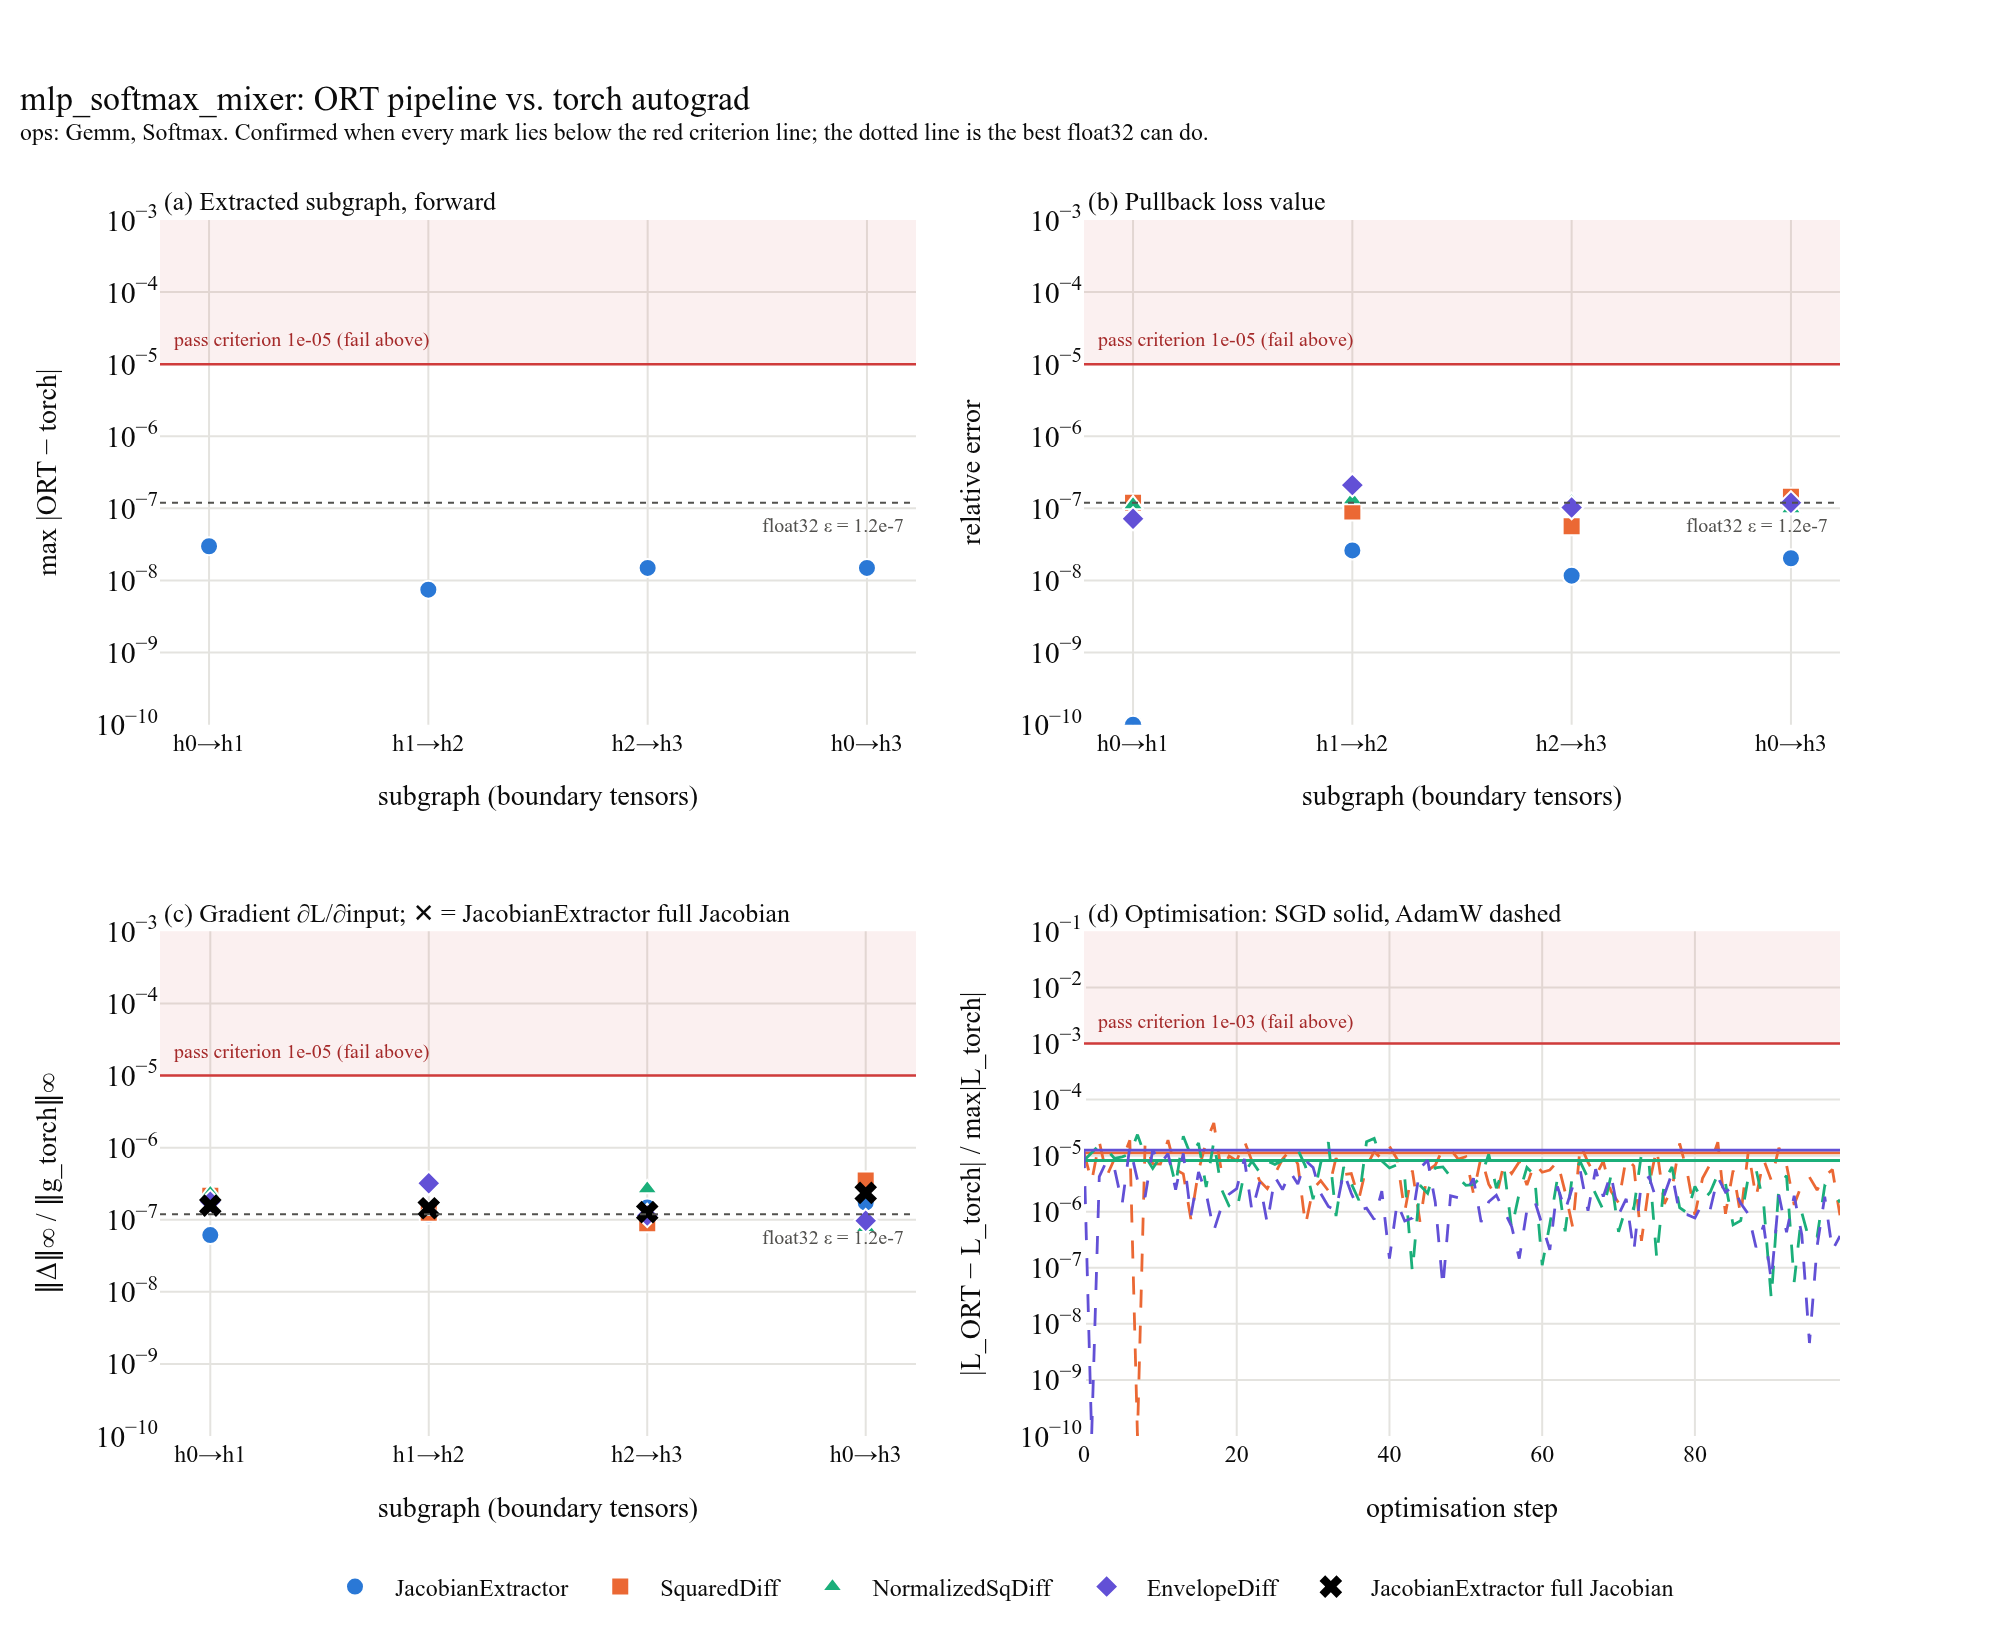 mlp_softmax_mixer: ORT pipeline vs. torch autograd
ops: Gemm, Softmax. Confirmed when every mark lies below the red criterion line; the dotted line is the best float32 can do.
(a) Extracted subgraph, forward
10−3
10−4
pass criterion 1e-05 (fail above)
10−5
10−6
10−7
float32 ε = 1.2e-7
10−8
10−9
10−10
max |ORT − torch|
h0→h1 h1→h2 h2→h3 h0→h3
subgraph (boundary tensors)
(b) Pullback loss value
10−3
10−4
pass criterion 1e-05 (fail above)
10−5
10−6
10−7
float32 ε = 1.2e-7
10−8
10−9
10−10
relative error
h0→h1 h1→h2 h2→h3 h0→h3
subgraph (boundary tensors)
(c) Gradient ∂L/∂input; ✕ = JacobianExtractor full Jacobian
10−3
10−4
pass criterion 1e-05 (fail above)
10−5
10−6
10−7
float32 ε = 1.2e-7
10−8
10−9
10−10
‖Δ‖∞ / ‖g_torch‖∞
h0→h1 h1→h2 h2→h3 h0→h3
subgraph (boundary tensors)
(d) Optimisation: SGD solid, AdamW dashed
10−1
10−2
pass criterion 1e-03 (fail above)
10−3
10−4
10−5
10−6
10−7
10−8
10−9
10−10
|L_ORT − L_torch| / max|L_torch|
0 20 40 60 80
optimisation step
JacobianExtractor SquaredDiff NormalizedSqDiff EnvelopeDiff JacobianExtractor full Jacobian